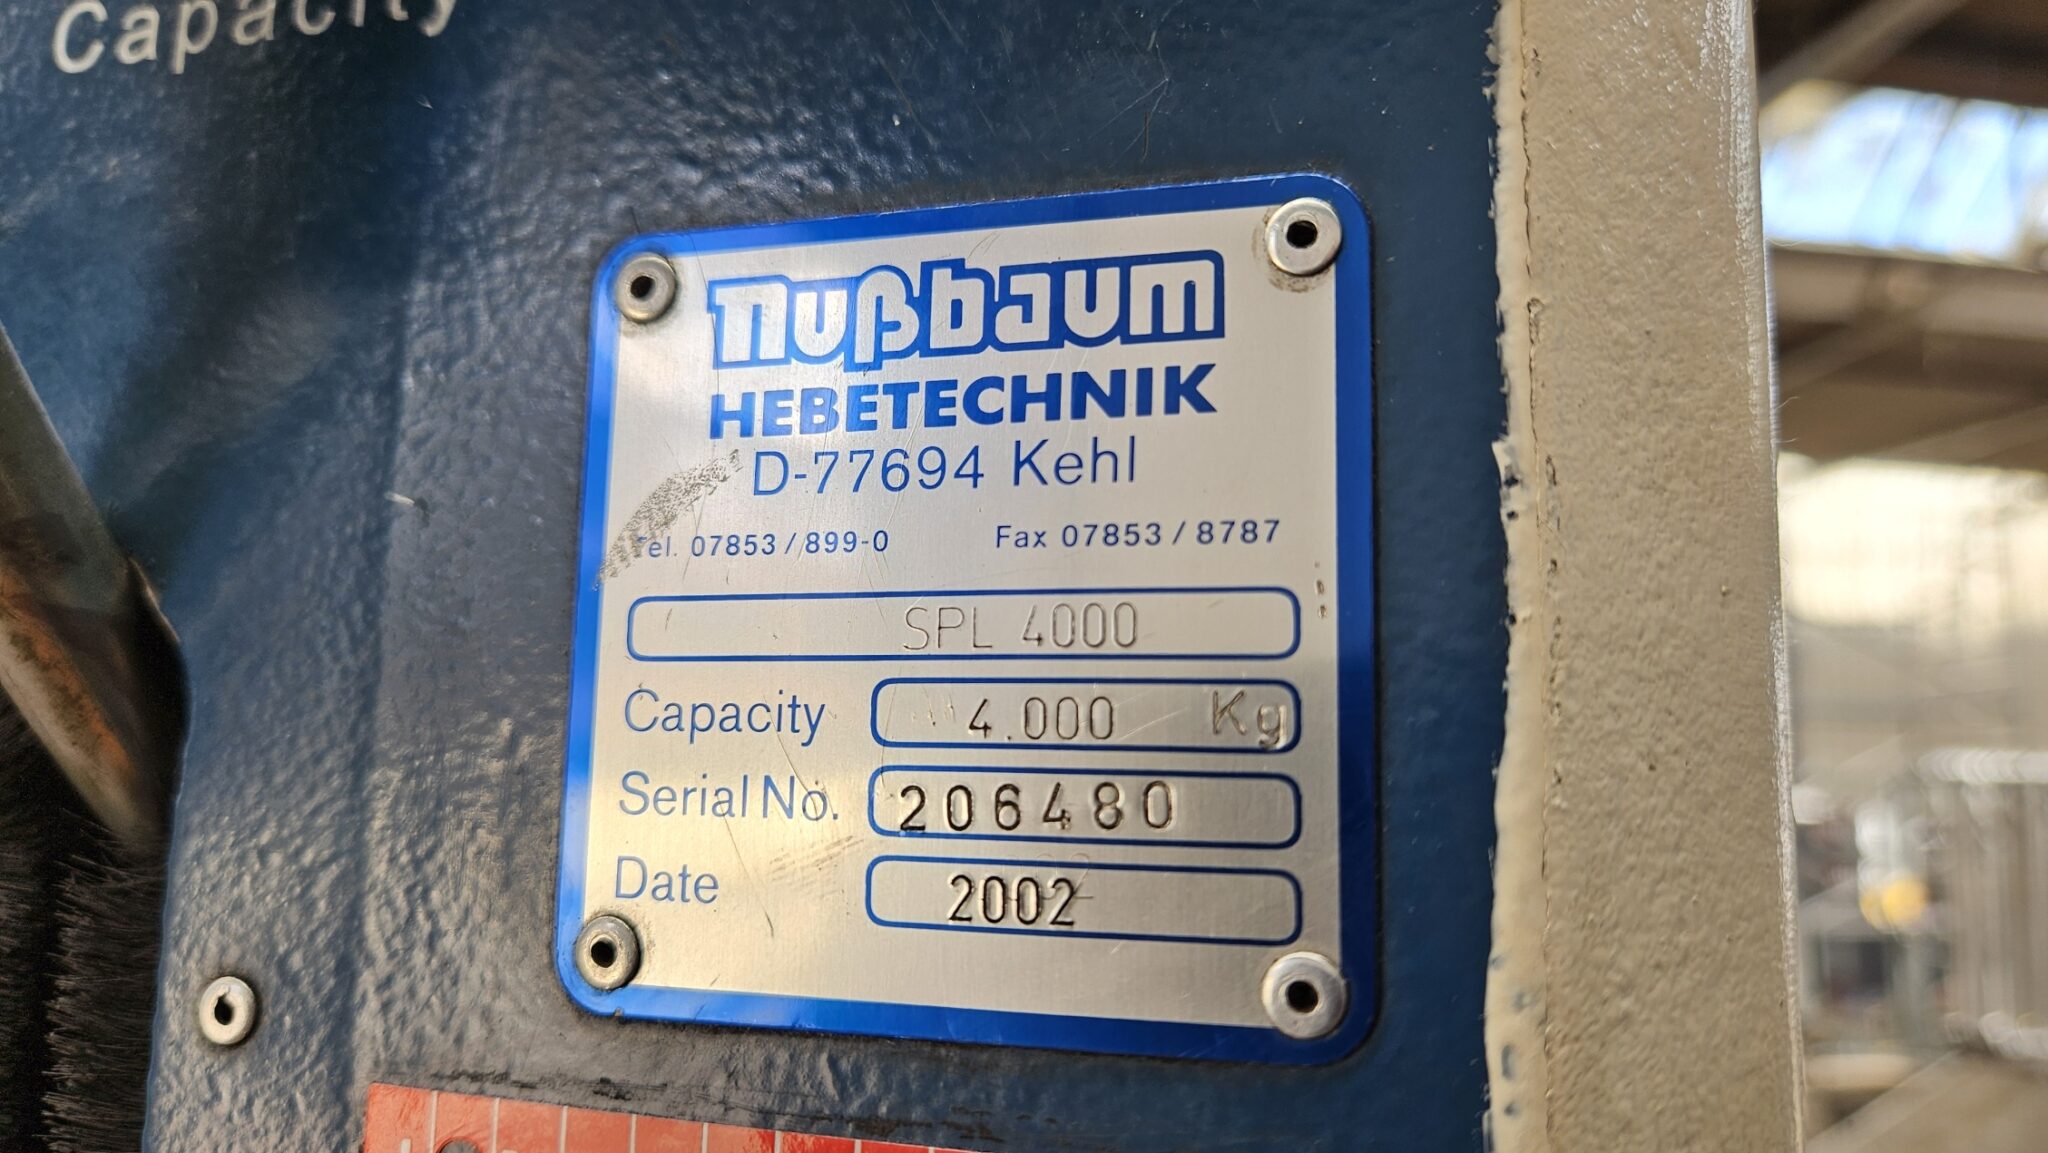 Capacity
Nußbaum
HEBETECHNIK
D-77694 Kehl
Tel. 07853/899-0 Fax 07853/8787
SPL 4000
Capacity 4.000 Kg
Serial No. 206480
Date 2002